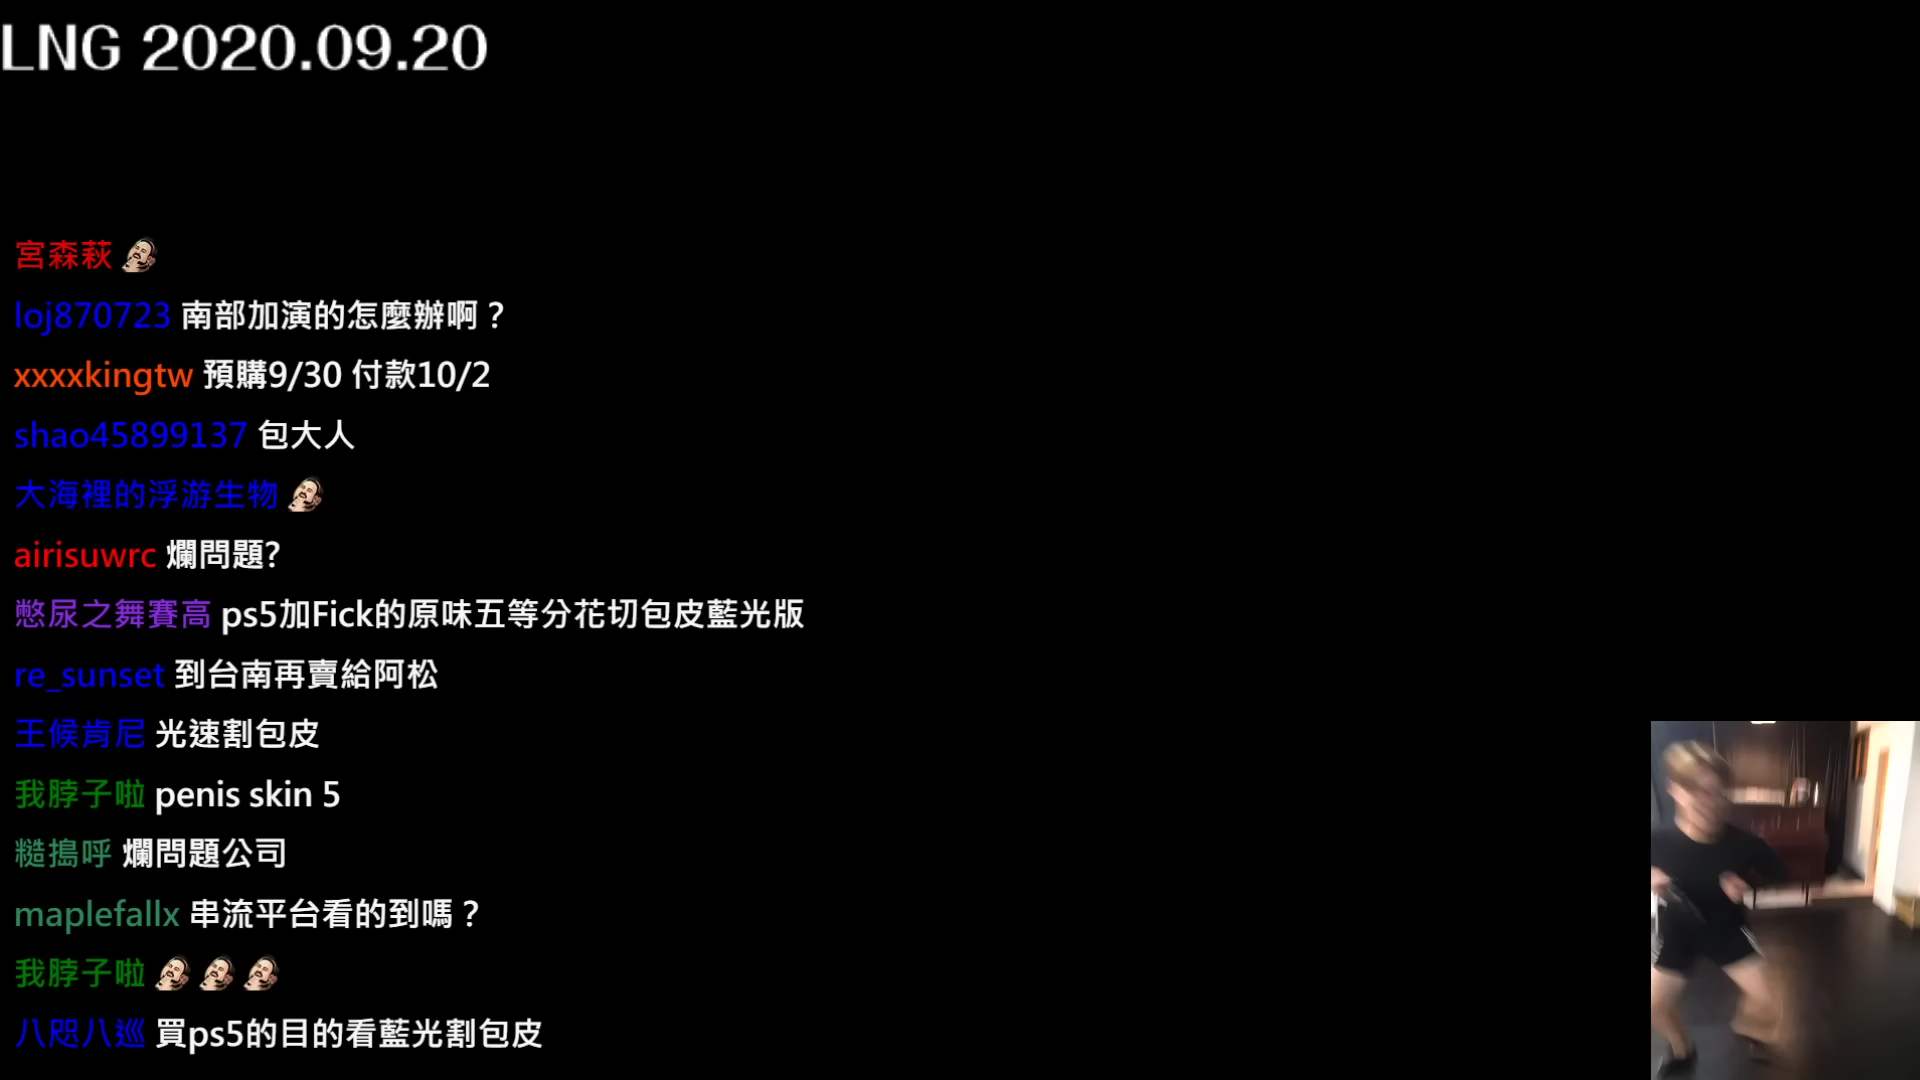 LNG 2020.09.20
宮森萩
loj870723 南部加演的怎麼辦啊？
xxxxkingtw 預購9/30 付款10/2
shao45899137 包大人
大海裡的浮游生物
airisuwrc 爛問題?
憋尿之舞賽高 ps5加Fick的原味五等分花切包皮藍光版
re_sunset 到台南再賣給阿松
王候肯尼 光速割包皮
我脖子啦 penis skin 5
糙搗呼 爛問題公司
maplefallx 串流平台看的到嗎？
我脖子啦
八咫八巡 買ps5的目的看藍光割包皮